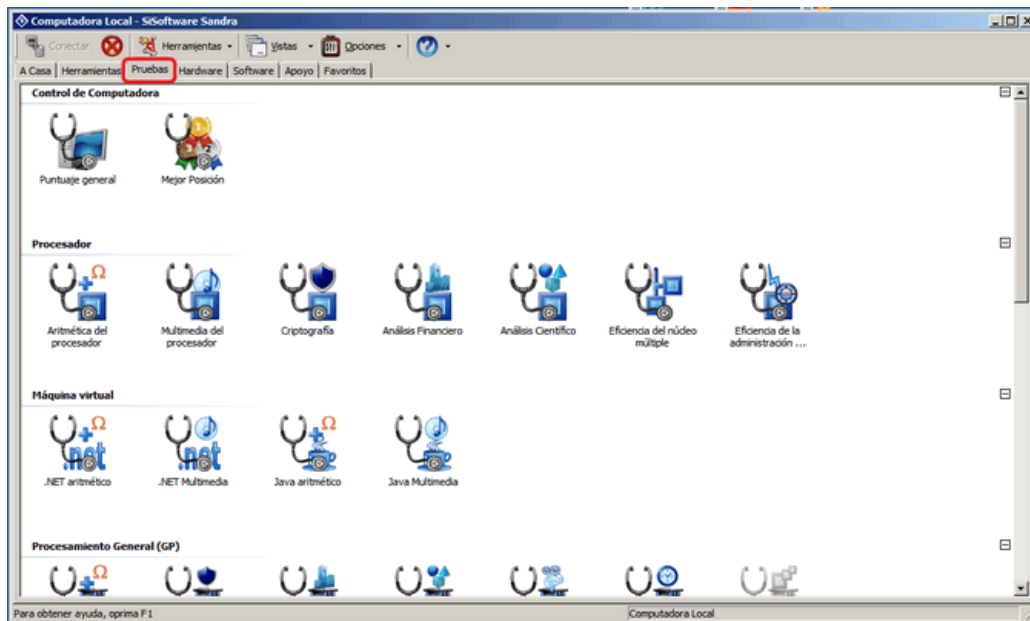 Computadora Local - SiSoftware Sandra
Conectar Herramientas Vistas Opciones
A Casa Herramientas Pruebas Hardware Software Apoyo Favoritos
Control de Computadora
Puntuaje general Mejor Posición
Procesador
Aritmética del procesador Multimedia del procesador Criptografía Análisis Financiero Análisis Científico Eficiencia del núcleo múltiple Eficiencia de la administración ...
Máquina virtual
.NET aritmético .NET Multimedia Java aritmético Java Multimedia
Procesamiento General (GP)
Para obtener ayuda, oprima F1 Computadora Local